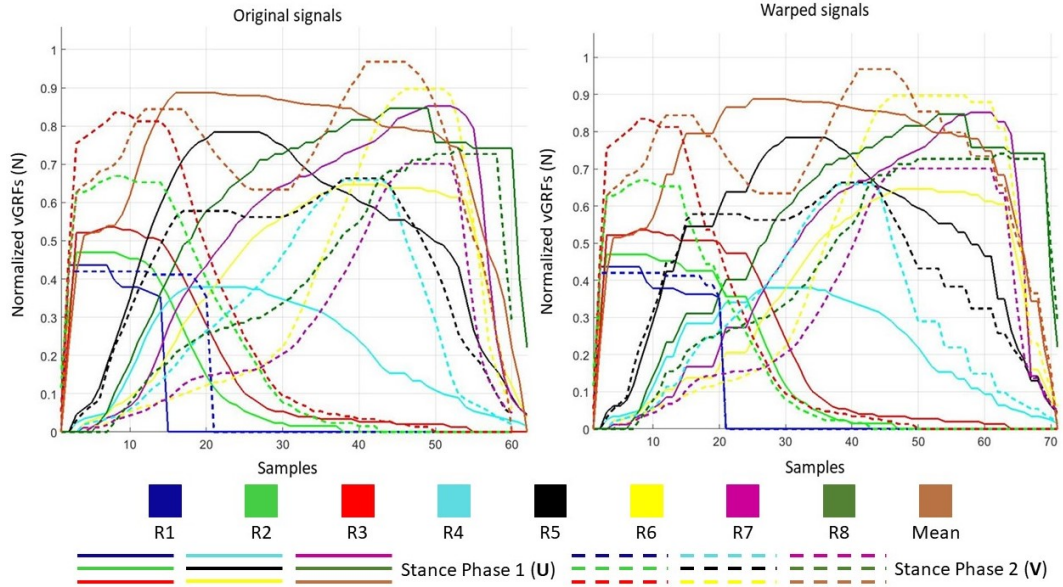 Original signals
Warped signals
Normalized vGRFs (N)
1
0.9
0.8
0.7
0.6
0.5
0.4
0.3
0.2
0.1
0
10 20 30 40 50 60
Samples
Normalized vGRFs (N)
1
0.9
0.8
0.7
0.6
0.5
0.4
0.3
0.2
0.1
0
10 20 30 40 50 60 70
Samples
R1 R2 R3 R4 R5 R6 R7 R8 Mean
Stance Phase 1 (U) Stance Phase 2 (V)